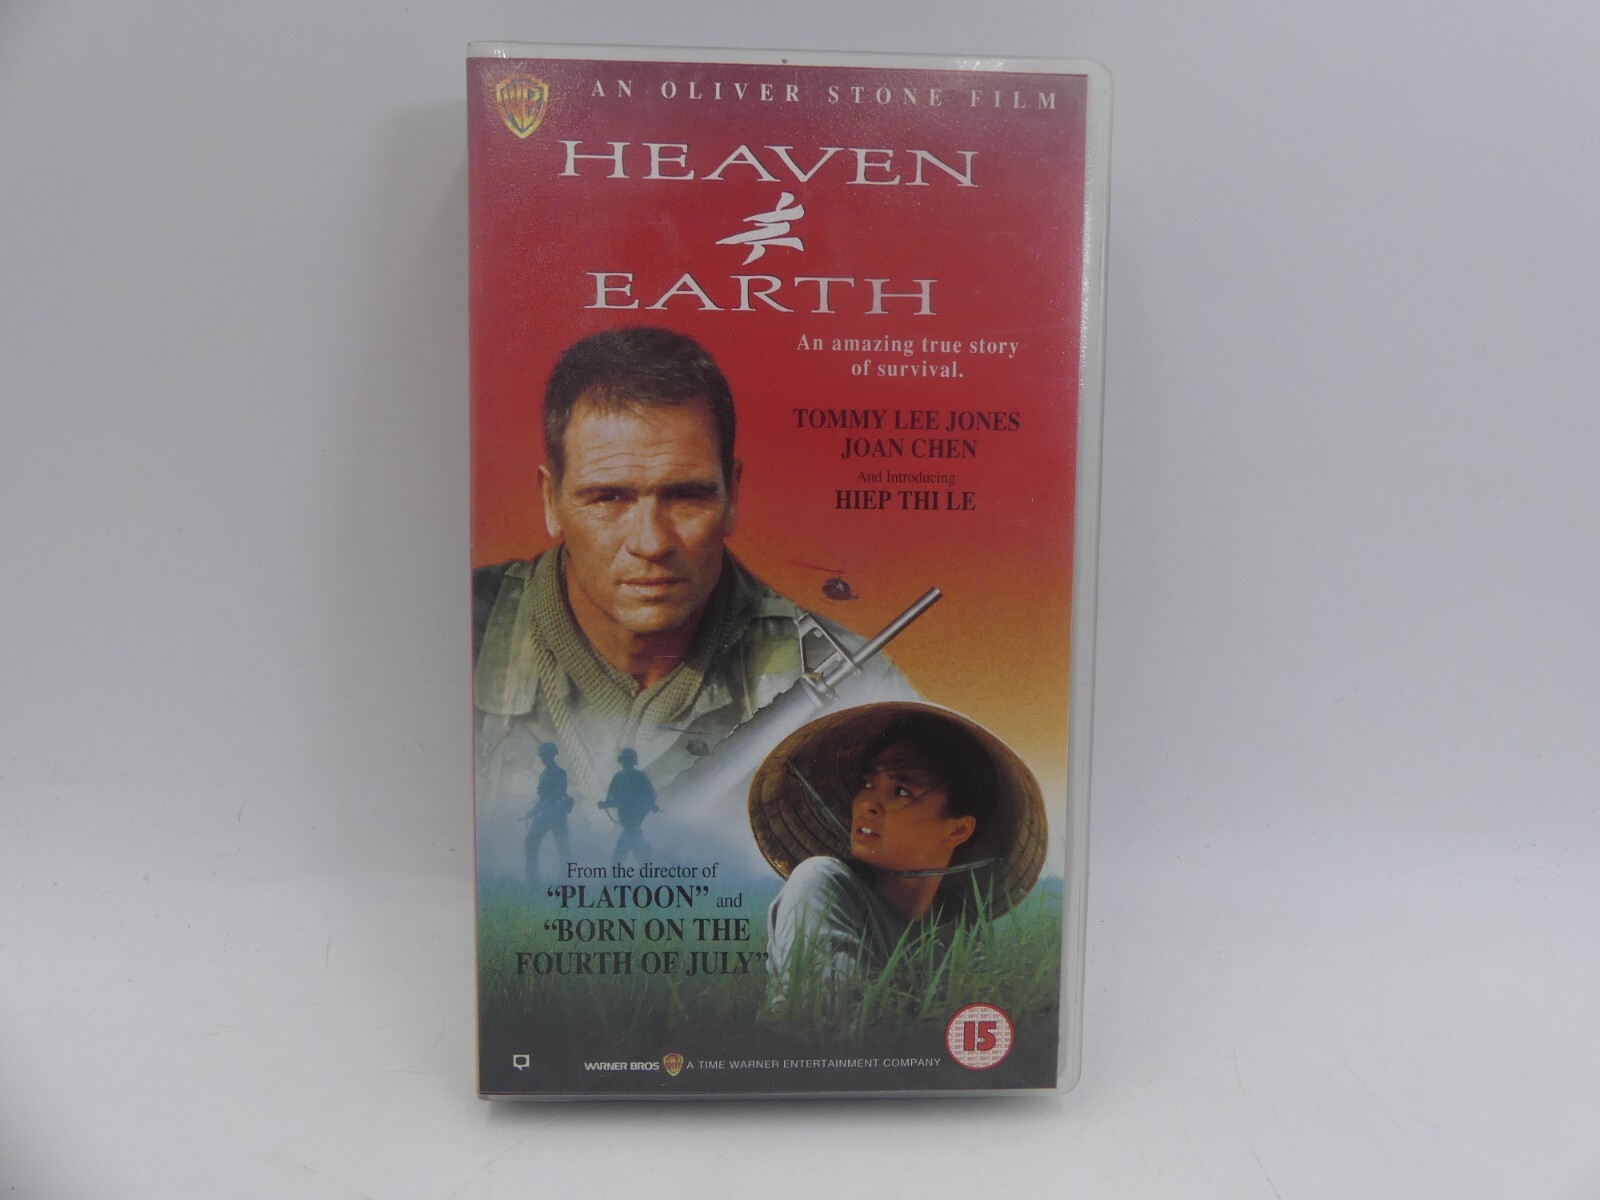 AN OLIVER STONE FILM
HEAVEN
EARTH
An amazing true story
of survival.
TOMMY LEE JONES
JOAN CHEN
And Introducing
HIEP THI LE
From the director of
“PLATOON” and
“BORN ON THE
FOURTH OF JULY”
15
WARNER BROS A TIME WARNER ENTERTAINMENT COMPANY